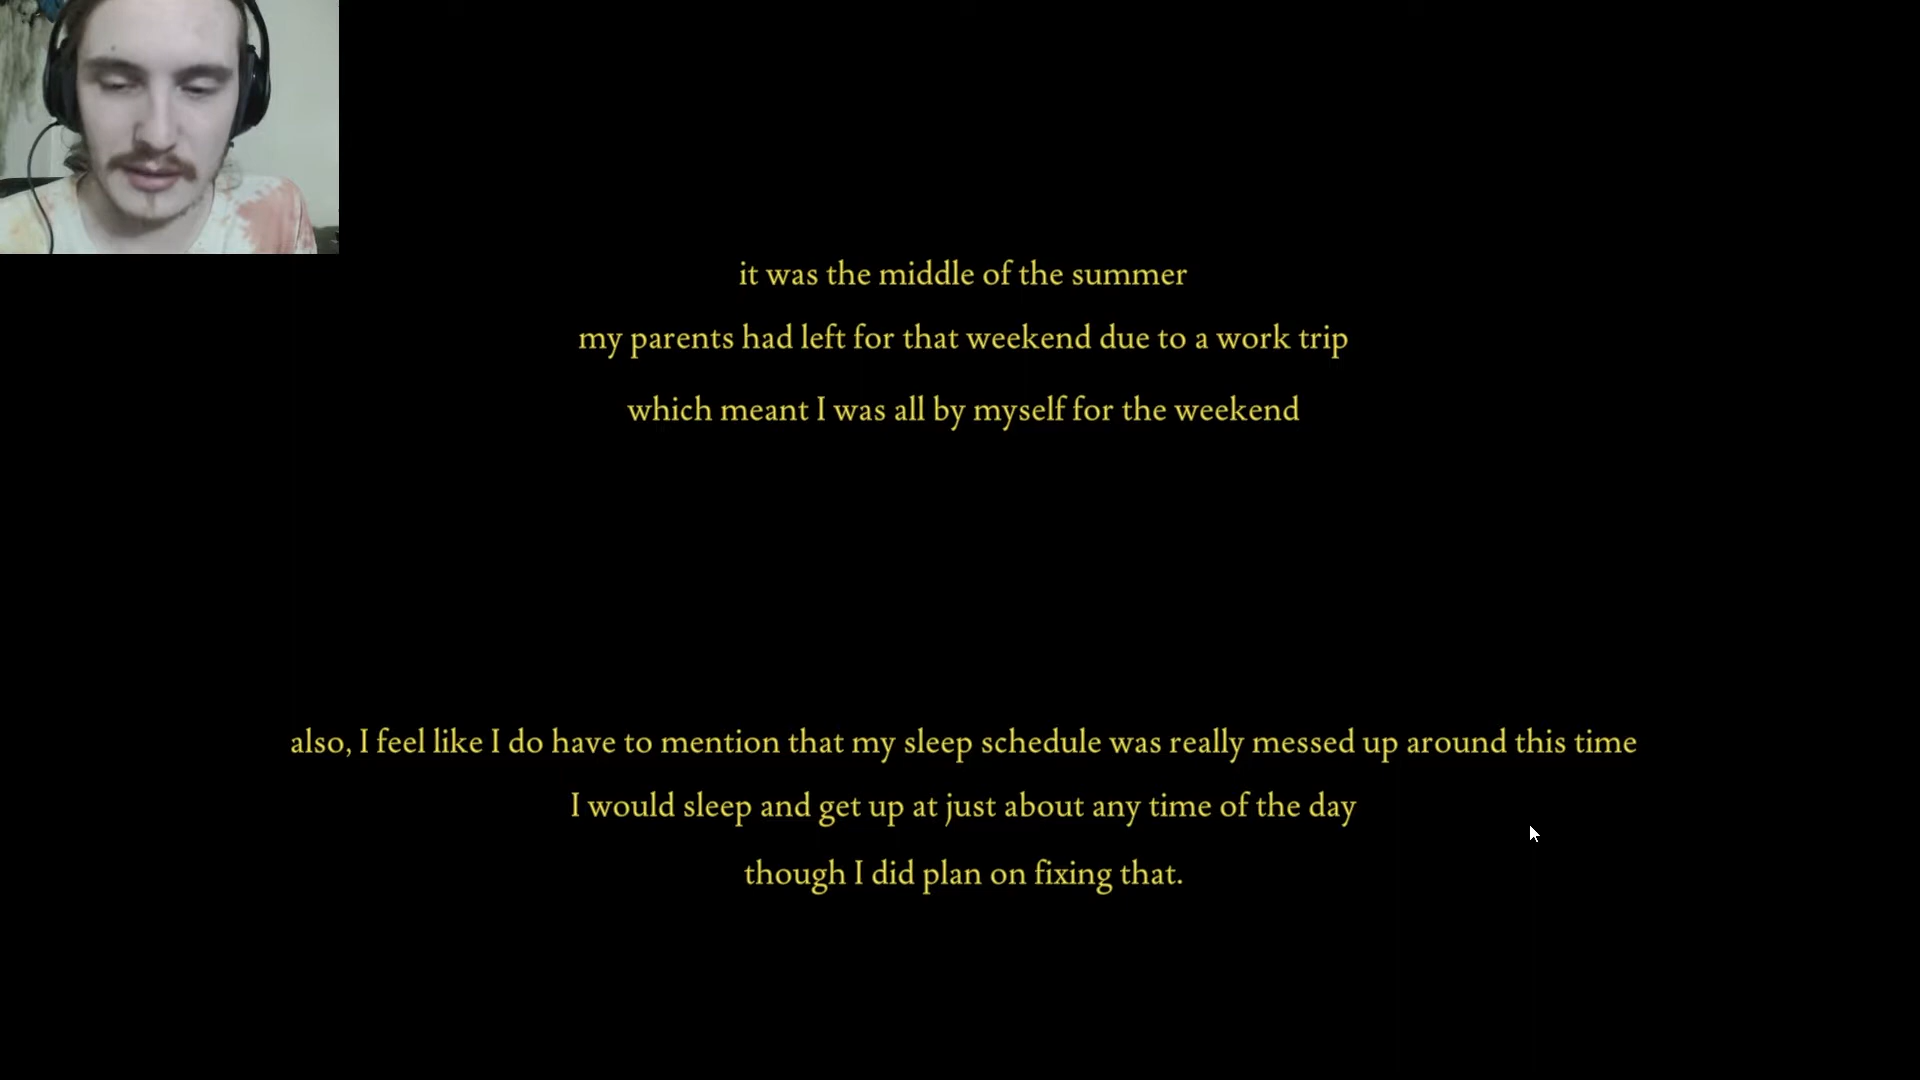 it was the middle of the summer
my parents had left for that weekend due to a work trip
which meant I was all by myself for the weekend
also, I feel like I do have to mention that my sleep schedule was really messed up around this time
I would sleep and get up at just about any time of the day
though I did plan on fixing that.